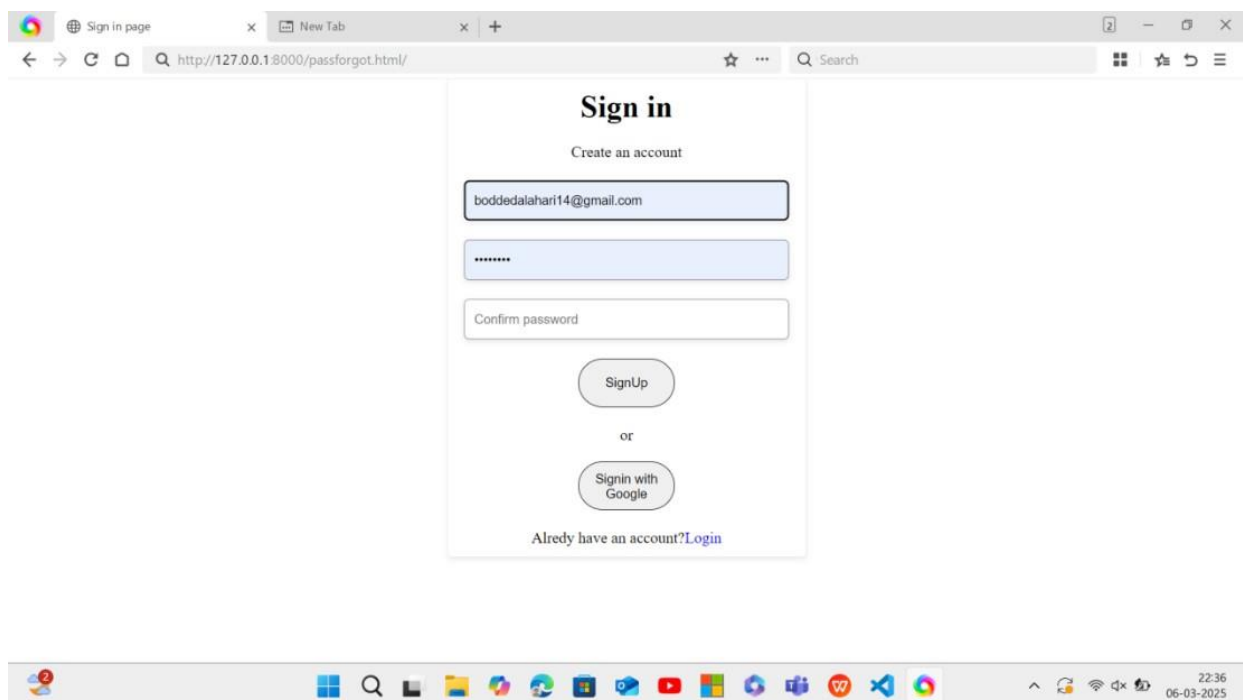 Sign in page
New Tab
2
http://127.0.0.1:8000/passforgot.html/
Search
Sign in
Create an account
boddedalahari14@gmail.com
••••••••
Confirm password
SignUp
or
Signin with
Google
Alredy have an account?Login
2
22:36
06-03-2025